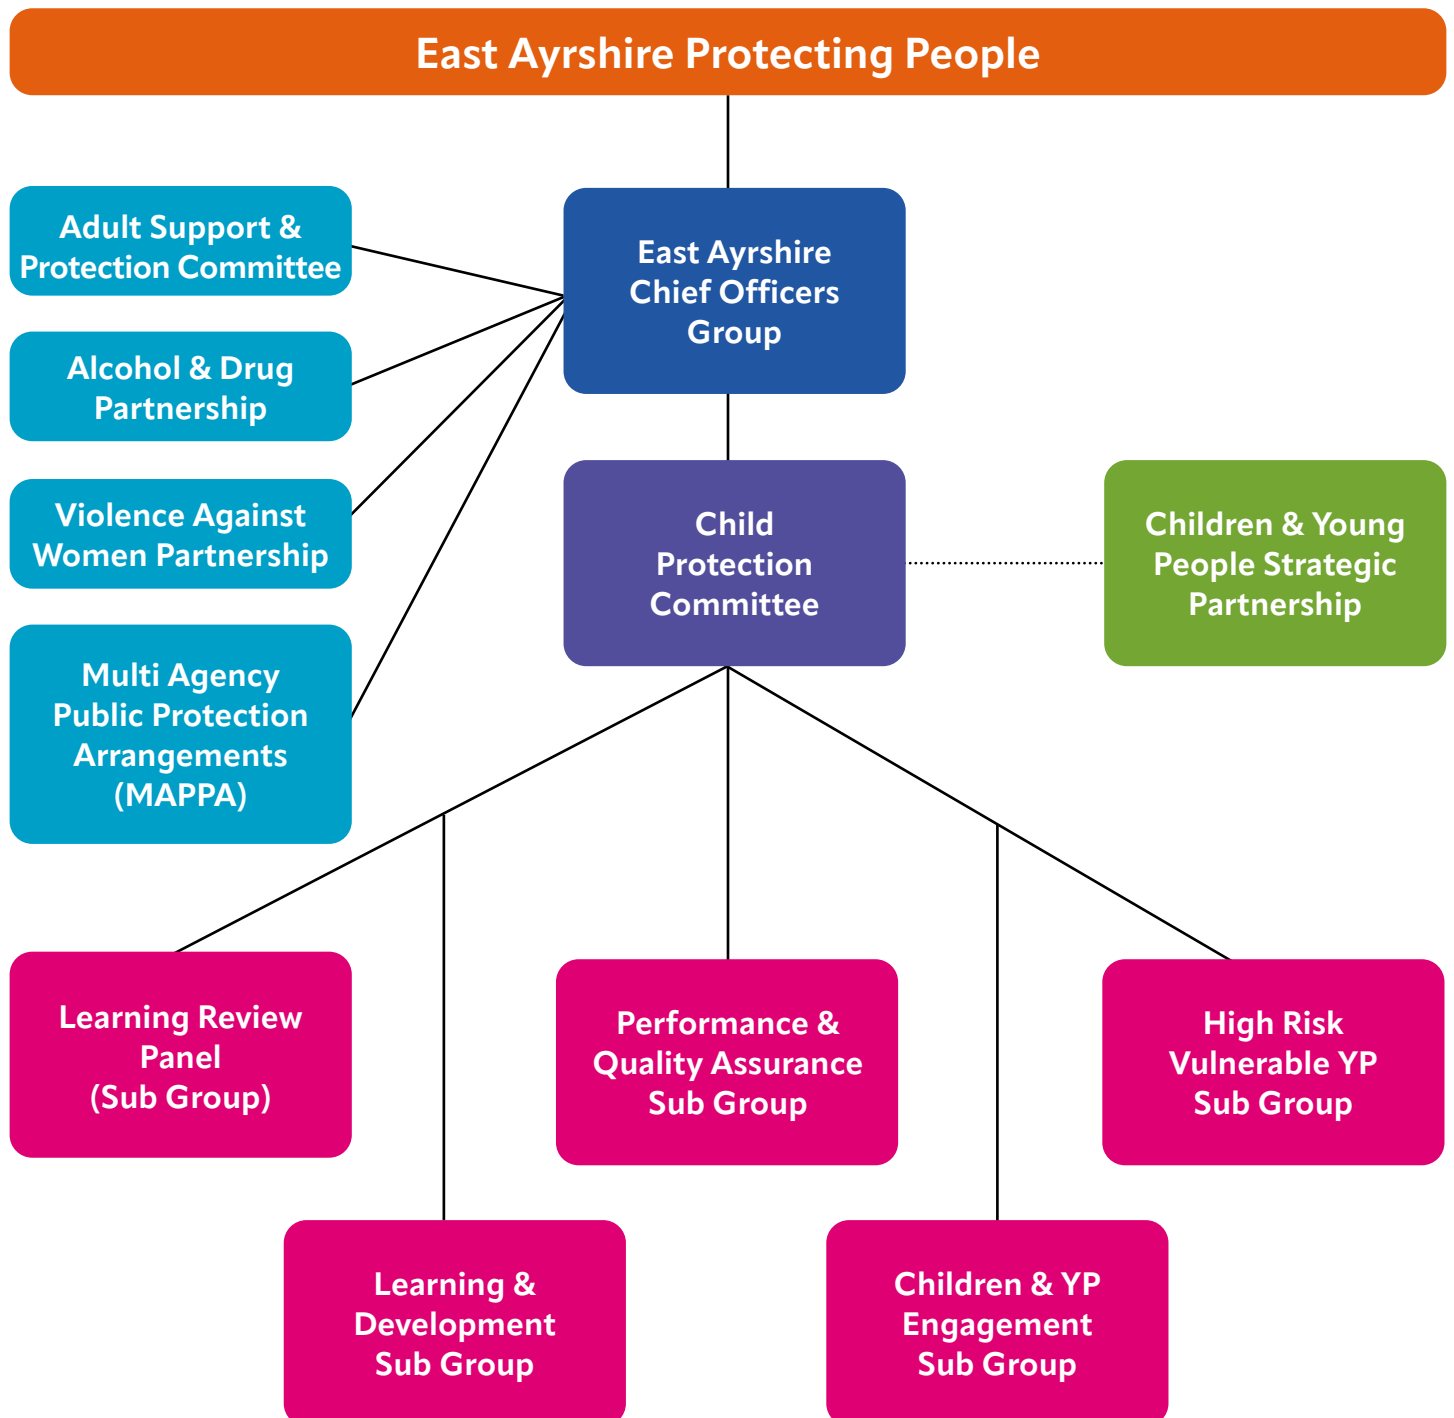 East Ayrshire Protecting People
Adult Support &
Protection Committee
East Ayrshire
Chief Officers
Group
Alcohol & Drug
Partnership
Violence Against
Women Partnership
Child
Protection
Committee
Children & Young
People Strategic
Partnership
Multi Agency
Public Protection
Arrangements
(MAPPA)
Learning Review
Panel
(Sub Group)
Performance &
Quality Assurance
Sub Group
High Risk
Vulnerable YP
Sub Group
Learning &
Development
Sub Group
Children & YP
Engagement
Sub Group